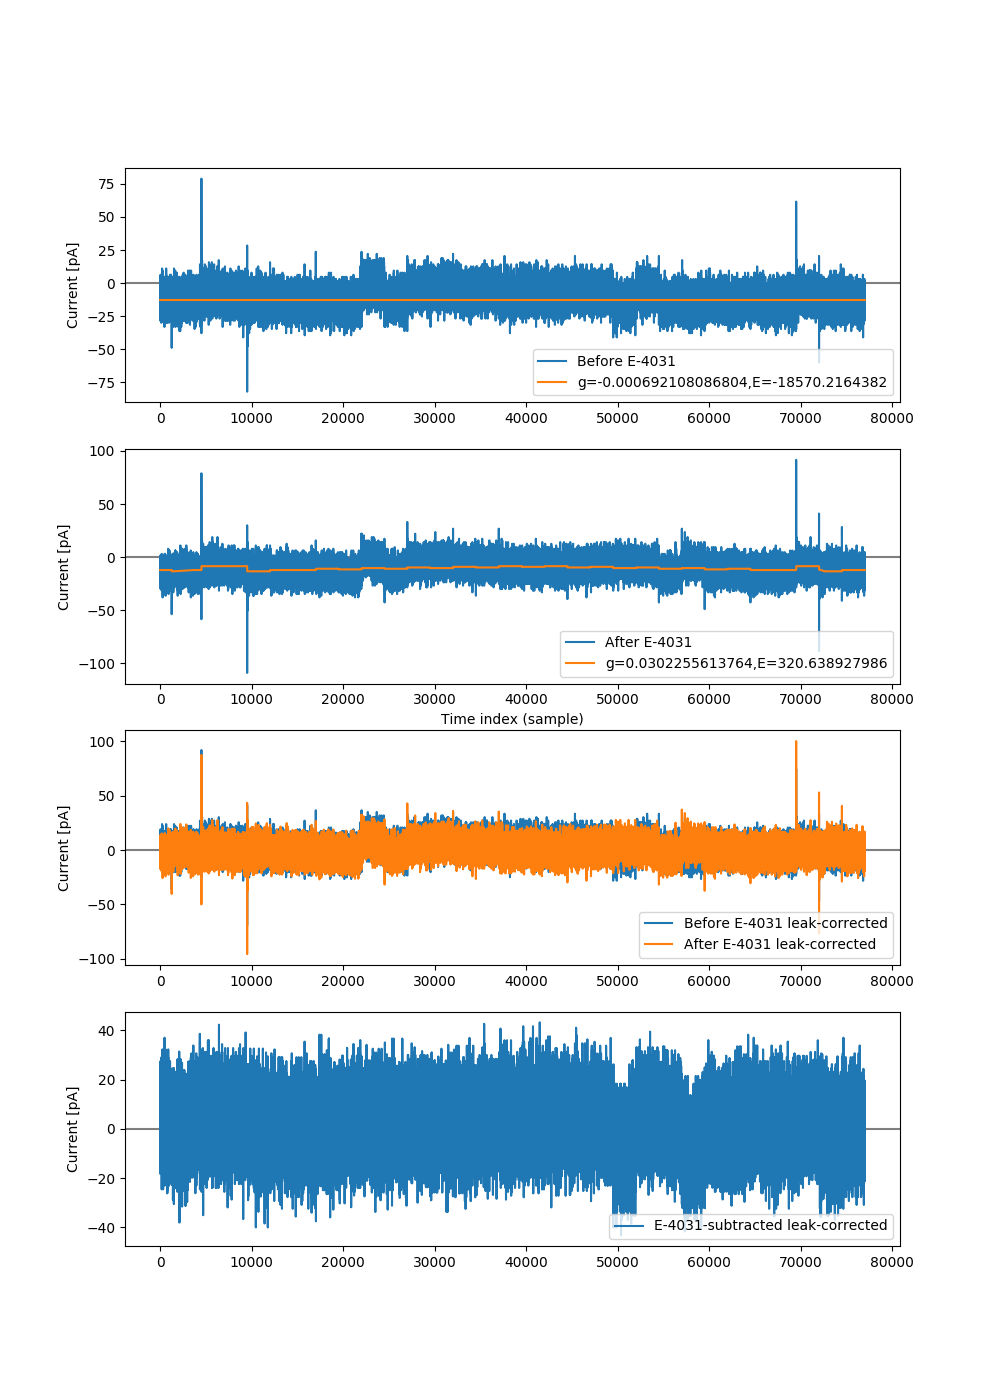 75
50
25
0
−25
−50
−75
Current [pA]
Before E-4031
g=-0.000692108086804,E=-18570.2164382
0 10000 20000 30000 40000 50000 60000 70000 80000
100
50
0
−50
−100
Current [pA]
After E-4031
g=0.0302255613764,E=320.638927986
0 10000 20000 30000 40000 50000 60000 70000 80000
Time index (sample)
100
50
0
−50
−100
Current [pA]
Before E-4031 leak-corrected
After E-4031 leak-corrected
0 10000 20000 30000 40000 50000 60000 70000 80000
40
20
0
−20
−40
Current [pA]
E-4031-subtracted leak-corrected
0 10000 20000 30000 40000 50000 60000 70000 80000